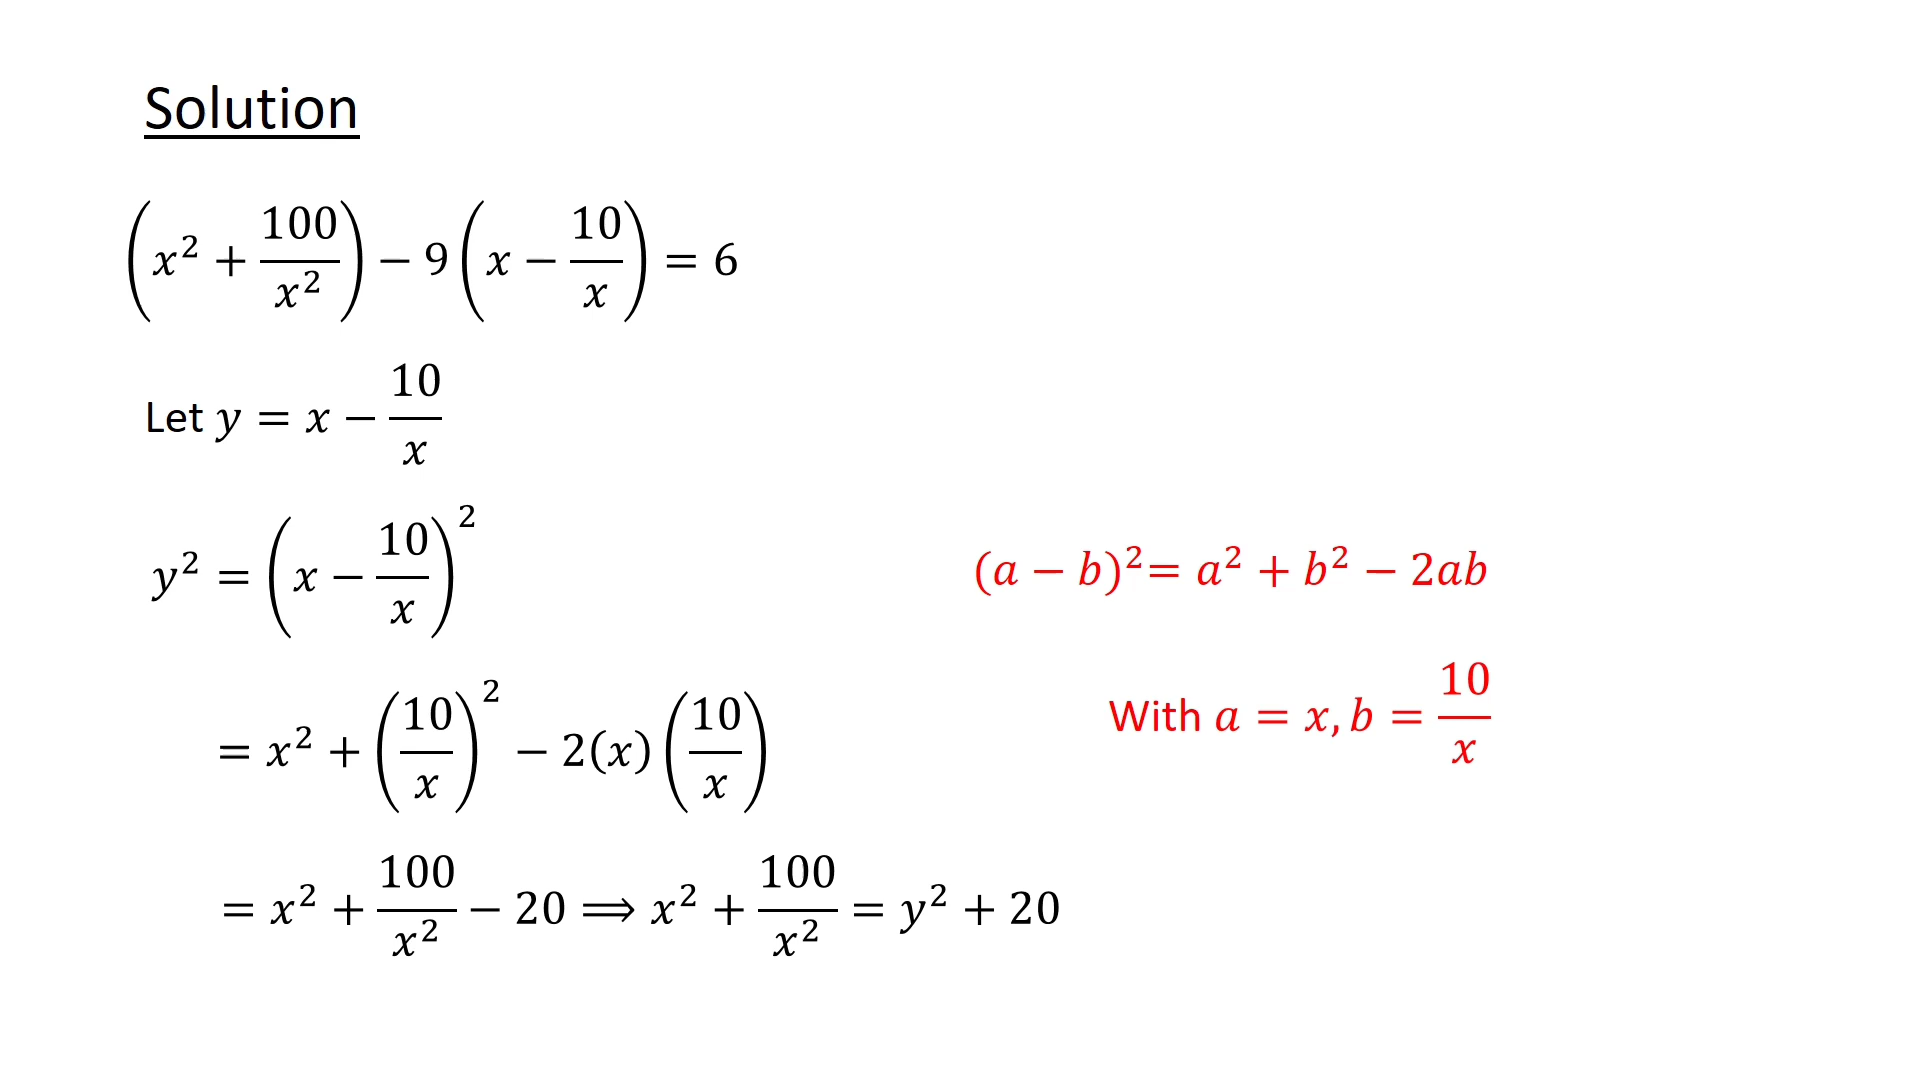 Solution
(x² + 100/x²) − 9(x − 10/x) = 6
Let y = x − 10/x
y² = (x − 10/x)²
(a − b)²= a² + b² − 2ab
= x² + (10/x)² − 2(x)(10/x)
With a = x, b = 10/x
= x² + 100/x² − 20 ⟹ x² + 100/x² = y² + 20